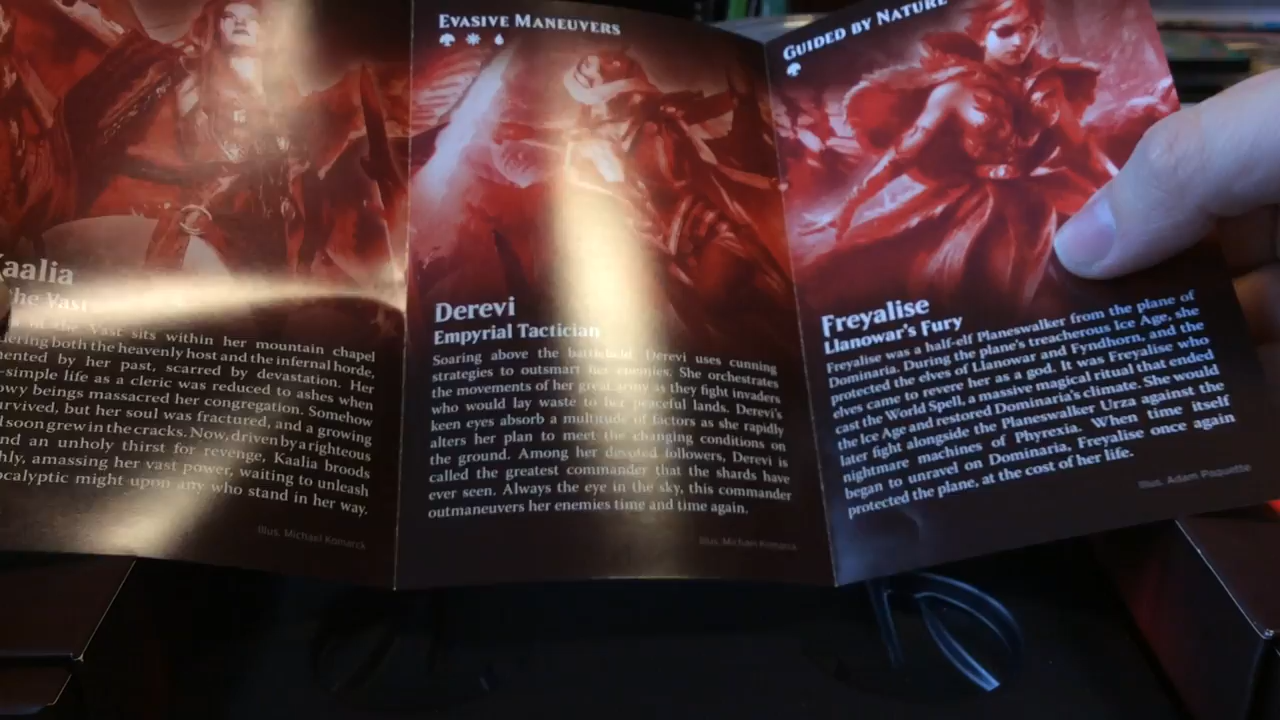 Kaalia
the Vast
the Vast sits within her mountain chapel
both the heavenly host and the infernal horde,
by her past, scarred by devastation. Her
-simple life as a cleric was reduced to ashes when
beings massacred her congregation. Somehow
survived, but her soul was fractured, and a growing
soon grew in the cracks. Now, driven by a righteous
and an unholy thirst for revenge, Kaalia broods
amassing her vast power, waiting to unleash
might upon any who stand in her way.
Illus. Michael Komarck
EVASIVE MANEUVERS
Derevi
Empyrial Tactician
Soaring above the battlefield, Derevi uses cunning
strategies to outsmart her enemies. She orchestrates
the movements of her great army as they fight invaders
who would lay waste to her peaceful lands. Derevi's
keen eyes absorb a multitude of factors as she rapidly
alters her plan to meet the changing conditions on
the ground. Among her devoted followers, Derevi is
called the greatest commander that the shards have
ever seen. Always the eye in the sky, this commander
outmaneuvers her enemies time and time again.
Illus. Michael Komarck
GUIDED BY NATURE
Freyalise
Llanowar's Fury
Freyalise was a half-elf Planeswalker from the plane of
Dominaria. During the plane's treacherous Ice Age, she
protected the elves of Llanowar and Fyndhorn, and the
elves came to revere her as a god. It was Freyalise who
cast the World Spell, a massive magical ritual that ended
the Ice Age and restored Dominaria's climate. She would
later fight alongside the Planeswalker Urza against the
nightmare machines of Phyrexia. When time itself
began to unravel on Dominaria, Freyalise once again
protected the plane, at the cost of her life.
Illus. Adam Paquette